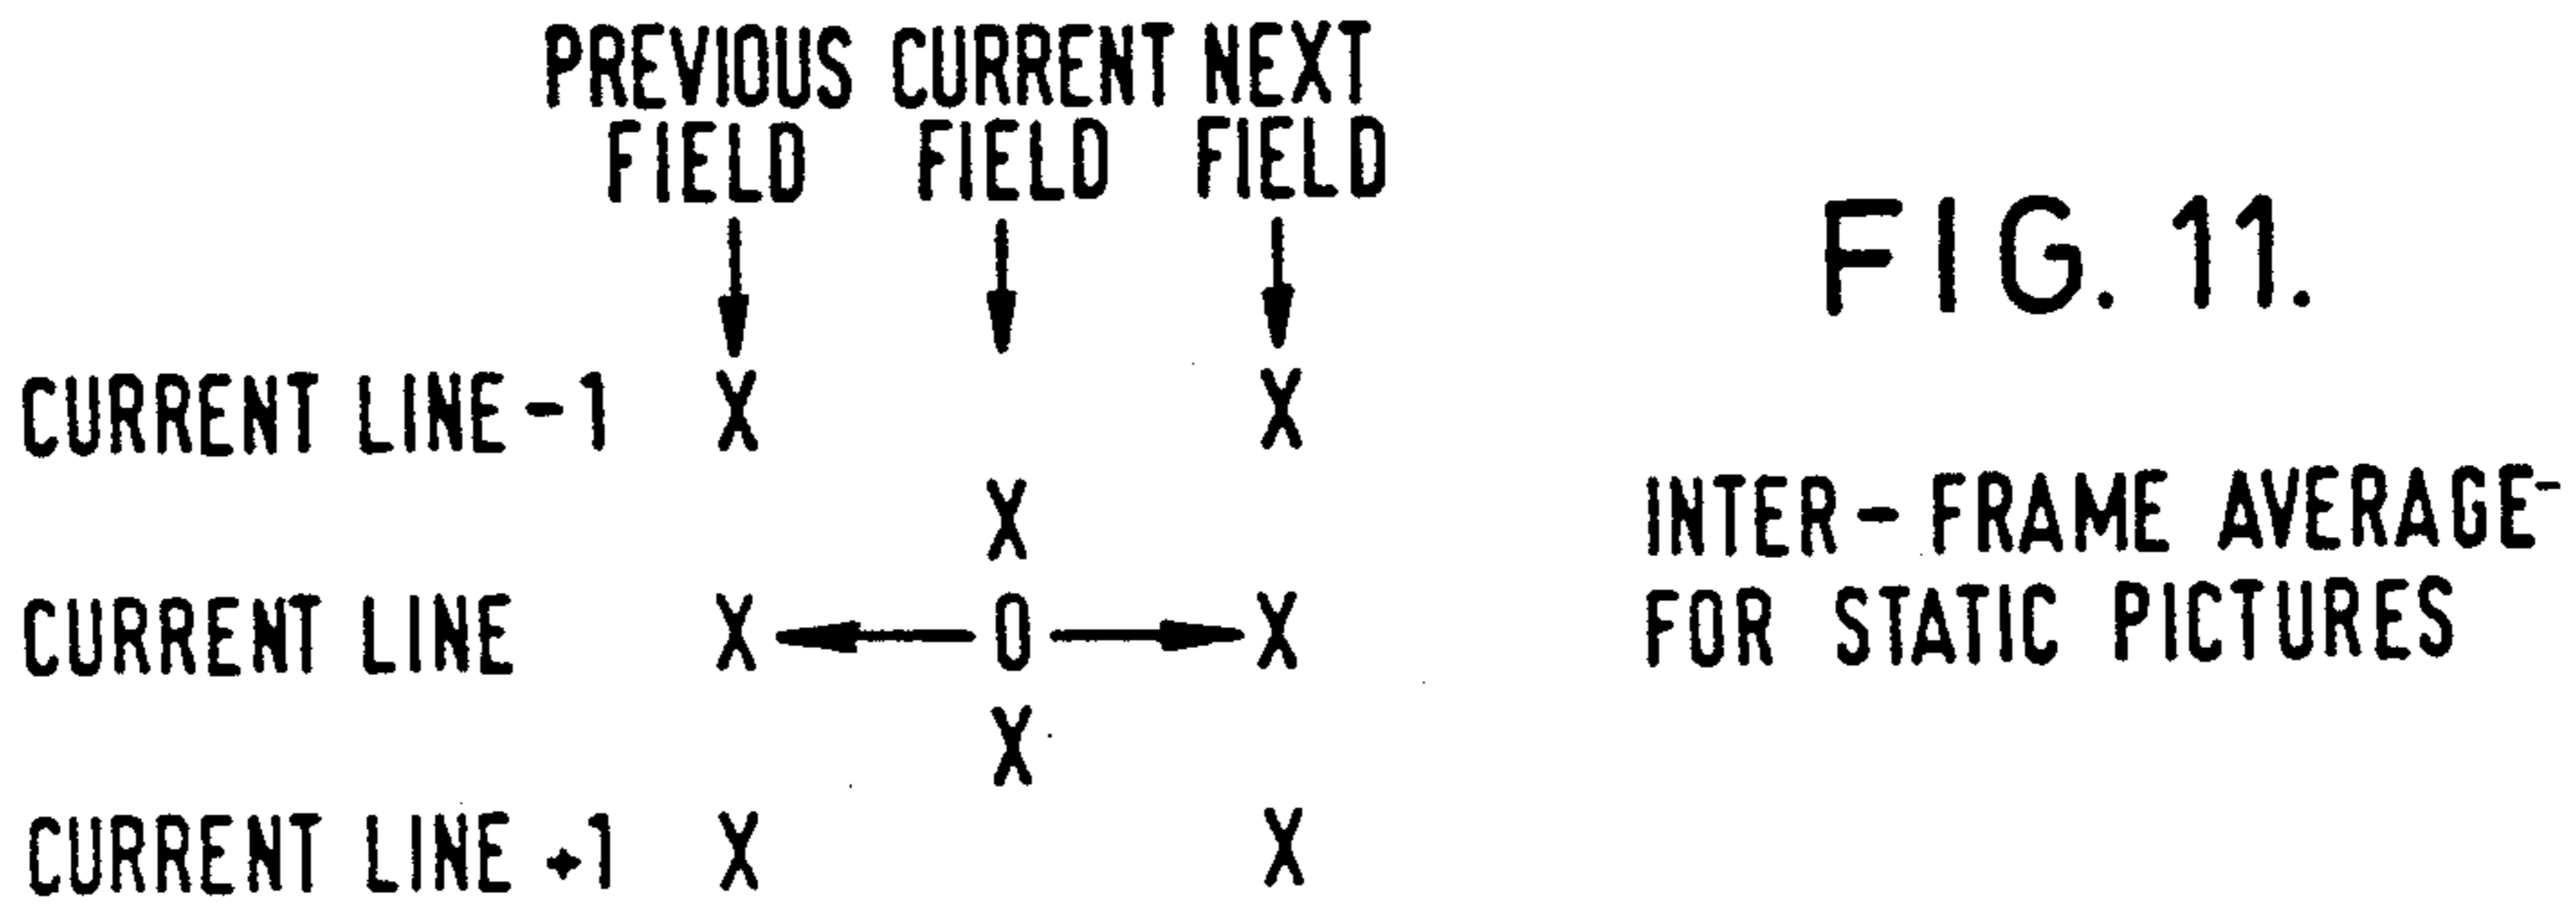 PREVIOUS CURRENT NEXT
FIELD FIELD FIELD
FIG. 11.
CURRENT LINE -1 X X
X
INTER - FRAME AVERAGE-
CURRENT LINE X O X
FOR STATIC PICTURES
X
CURRENT LINE +1 X X